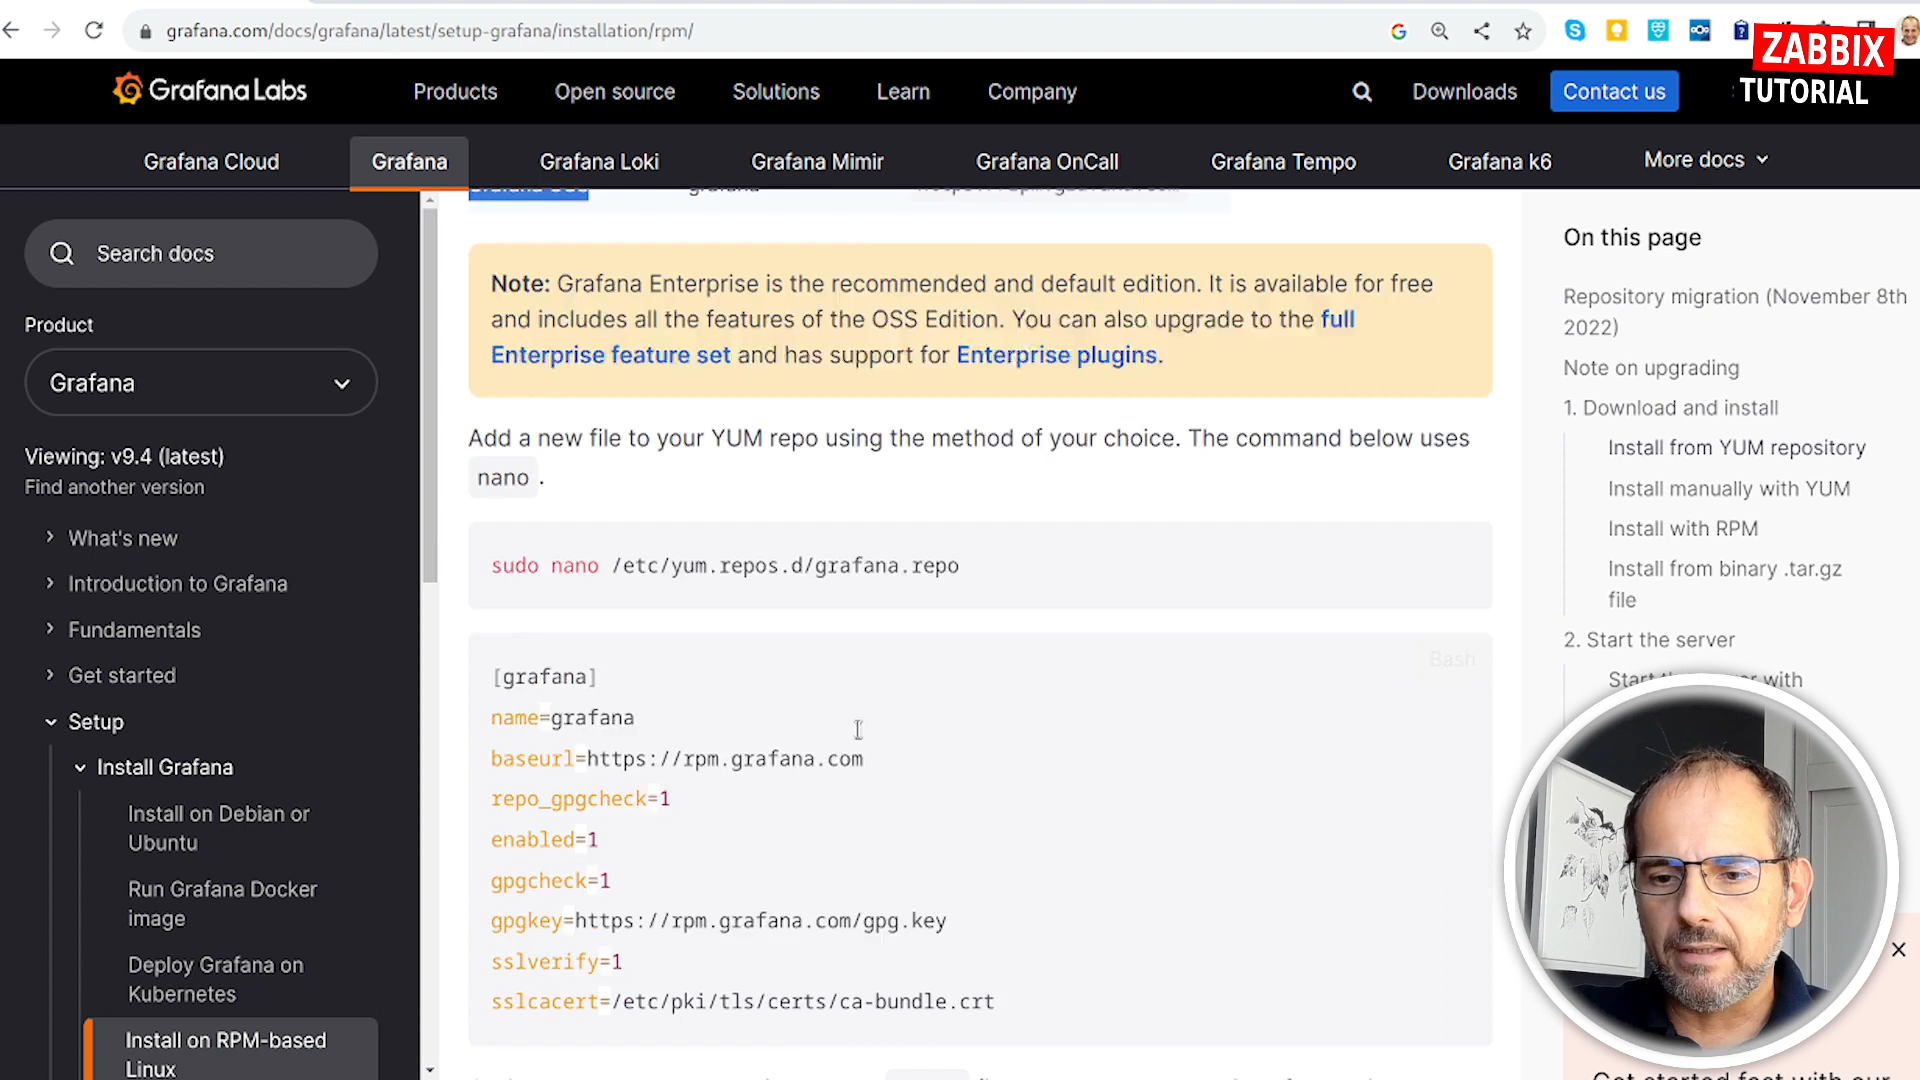 grafana.com/docs/grafana/latest/setup-grafana/installation/rpm/
ZABBIX
TUTORIAL
Grafana Labs
Products
Open source
Solutions
Learn
Company
Downloads
Contact us
Grafana Cloud
Grafana
Grafana Loki
Grafana Mimir
Grafana OnCall
Grafana Tempo
Grafana k6
More docs
Search docs
Product
Grafana
Viewing: v9.4 (latest)
Find another version
What's new
Introduction to Grafana
Fundamentals
Get started
Setup
Install Grafana
Install on Debian or
Ubuntu
Run Grafana Docker
image
Deploy Grafana on
Kubernetes
Install on RPM-based
Linux
Note: Grafana Enterprise is the recommended and default edition. It is available for free
and includes all the features of the OSS Edition. You can also upgrade to the full
Enterprise feature set and has support for Enterprise plugins.
Add a new file to your YUM repo using the method of your choice. The command below uses
nano .
sudo nano /etc/yum.repos.d/grafana.repo
Bash
[grafana]
name=grafana
baseurl=https://rpm.grafana.com
repo_gpgcheck=1
enabled=1
gpgcheck=1
gpgkey=https://rpm.grafana.com/gpg.key
sslverify=1
sslcacert=/etc/pki/tls/certs/ca-bundle.crt
On this page
Repository migration (November 8th
2022)
Note on upgrading
1. Download and install
Install from YUM repository
Install manually with YUM
Install with RPM
Install from binary .tar.gz
file
2. Start the server
with
Get started fast with our